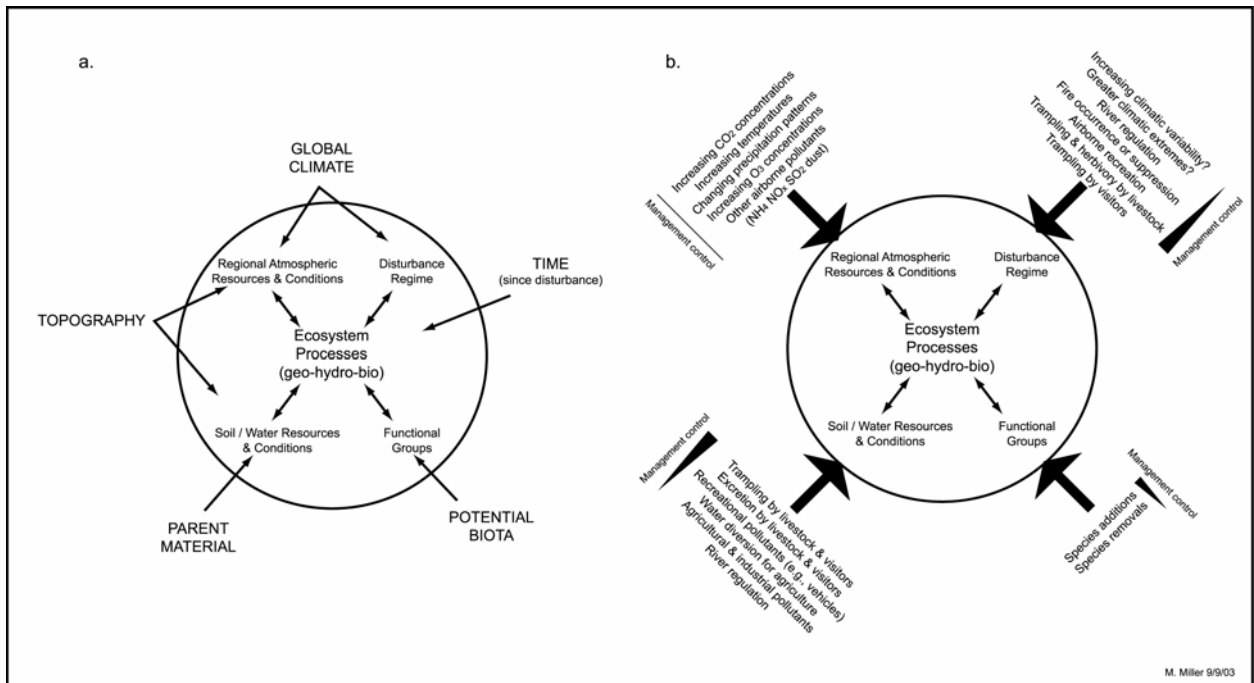 a.
GLOBAL
CLIMATE
Regional Atmospheric
Resources & Conditions
Disturbance
Regime
TIME
(since disturbance)
TOPOGRAPHY
Ecosystem
Processes
(geo-hydro-bio)
Soil / Water Resources
& Conditions
Functional
Groups
PARENT
MATERIAL
POTENTIAL
BIOTA
b.
Increasing CO2 concentrations
Increasing temperatures
Changing precipitation patterns
Increasing O3 concentrations
Other airborne pollutants
(NH4 NOx SO2 dust)
Management control
Increasing climatic variability?
Greater climatic extremes?
River regulation
Fire occurrence or suppression
Airborne recreation
Trampling & herbivory by livestock
Trampling by visitors
Management control
Regional Atmospheric
Resources & Conditions
Disturbance
Regime
Ecosystem
Processes
(geo-hydro-bio)
Soil / Water Resources
& Conditions
Functional
Groups
Management control
Trampling by livestock & visitors
Excretion by livestock & visitors
Recreational pollutants (e.g., vehicles)
Water diversion for agriculture
Agricultural & industrial pollutants
River regulation
Management control
Species additions
Species removals
M. Miller 9/9/03